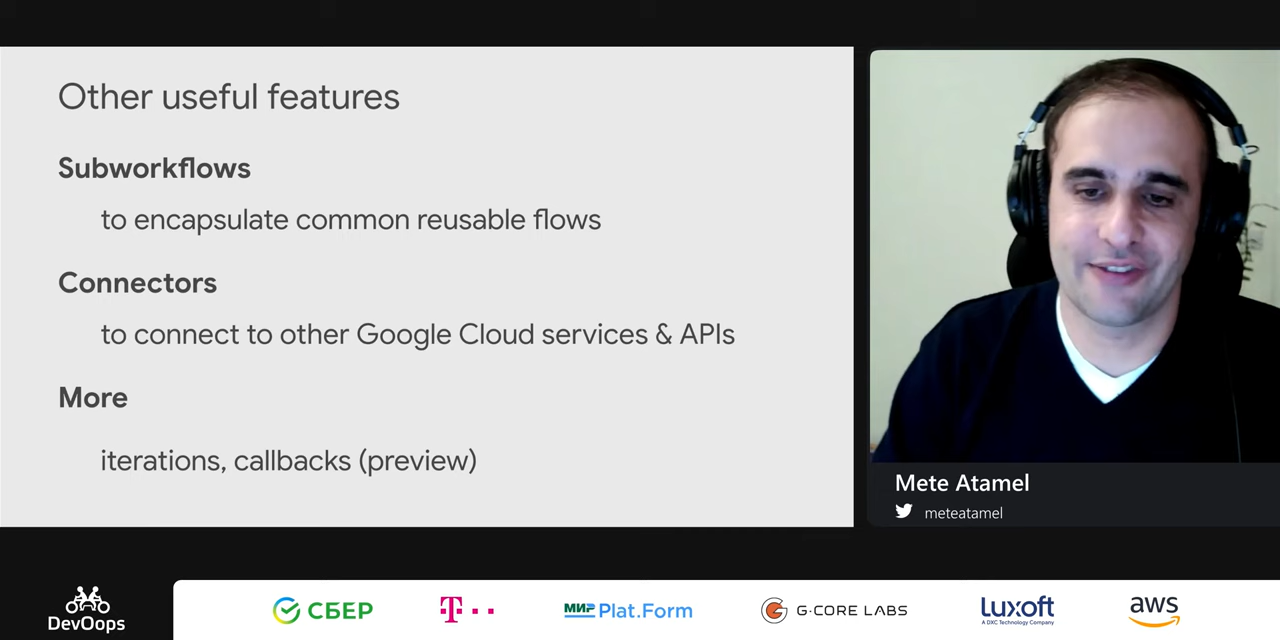 Other useful features
Subworkflows
to encapsulate common reusable flows
Connectors
to connect to other Google Cloud services & APIs
More
iterations, callbacks (preview)
Mete Atamel
meteatamel
DevOops
СБЕР
T
МИР Plat.Form
G-CORE LABS
luxoft
A DXC Technology Company
aws